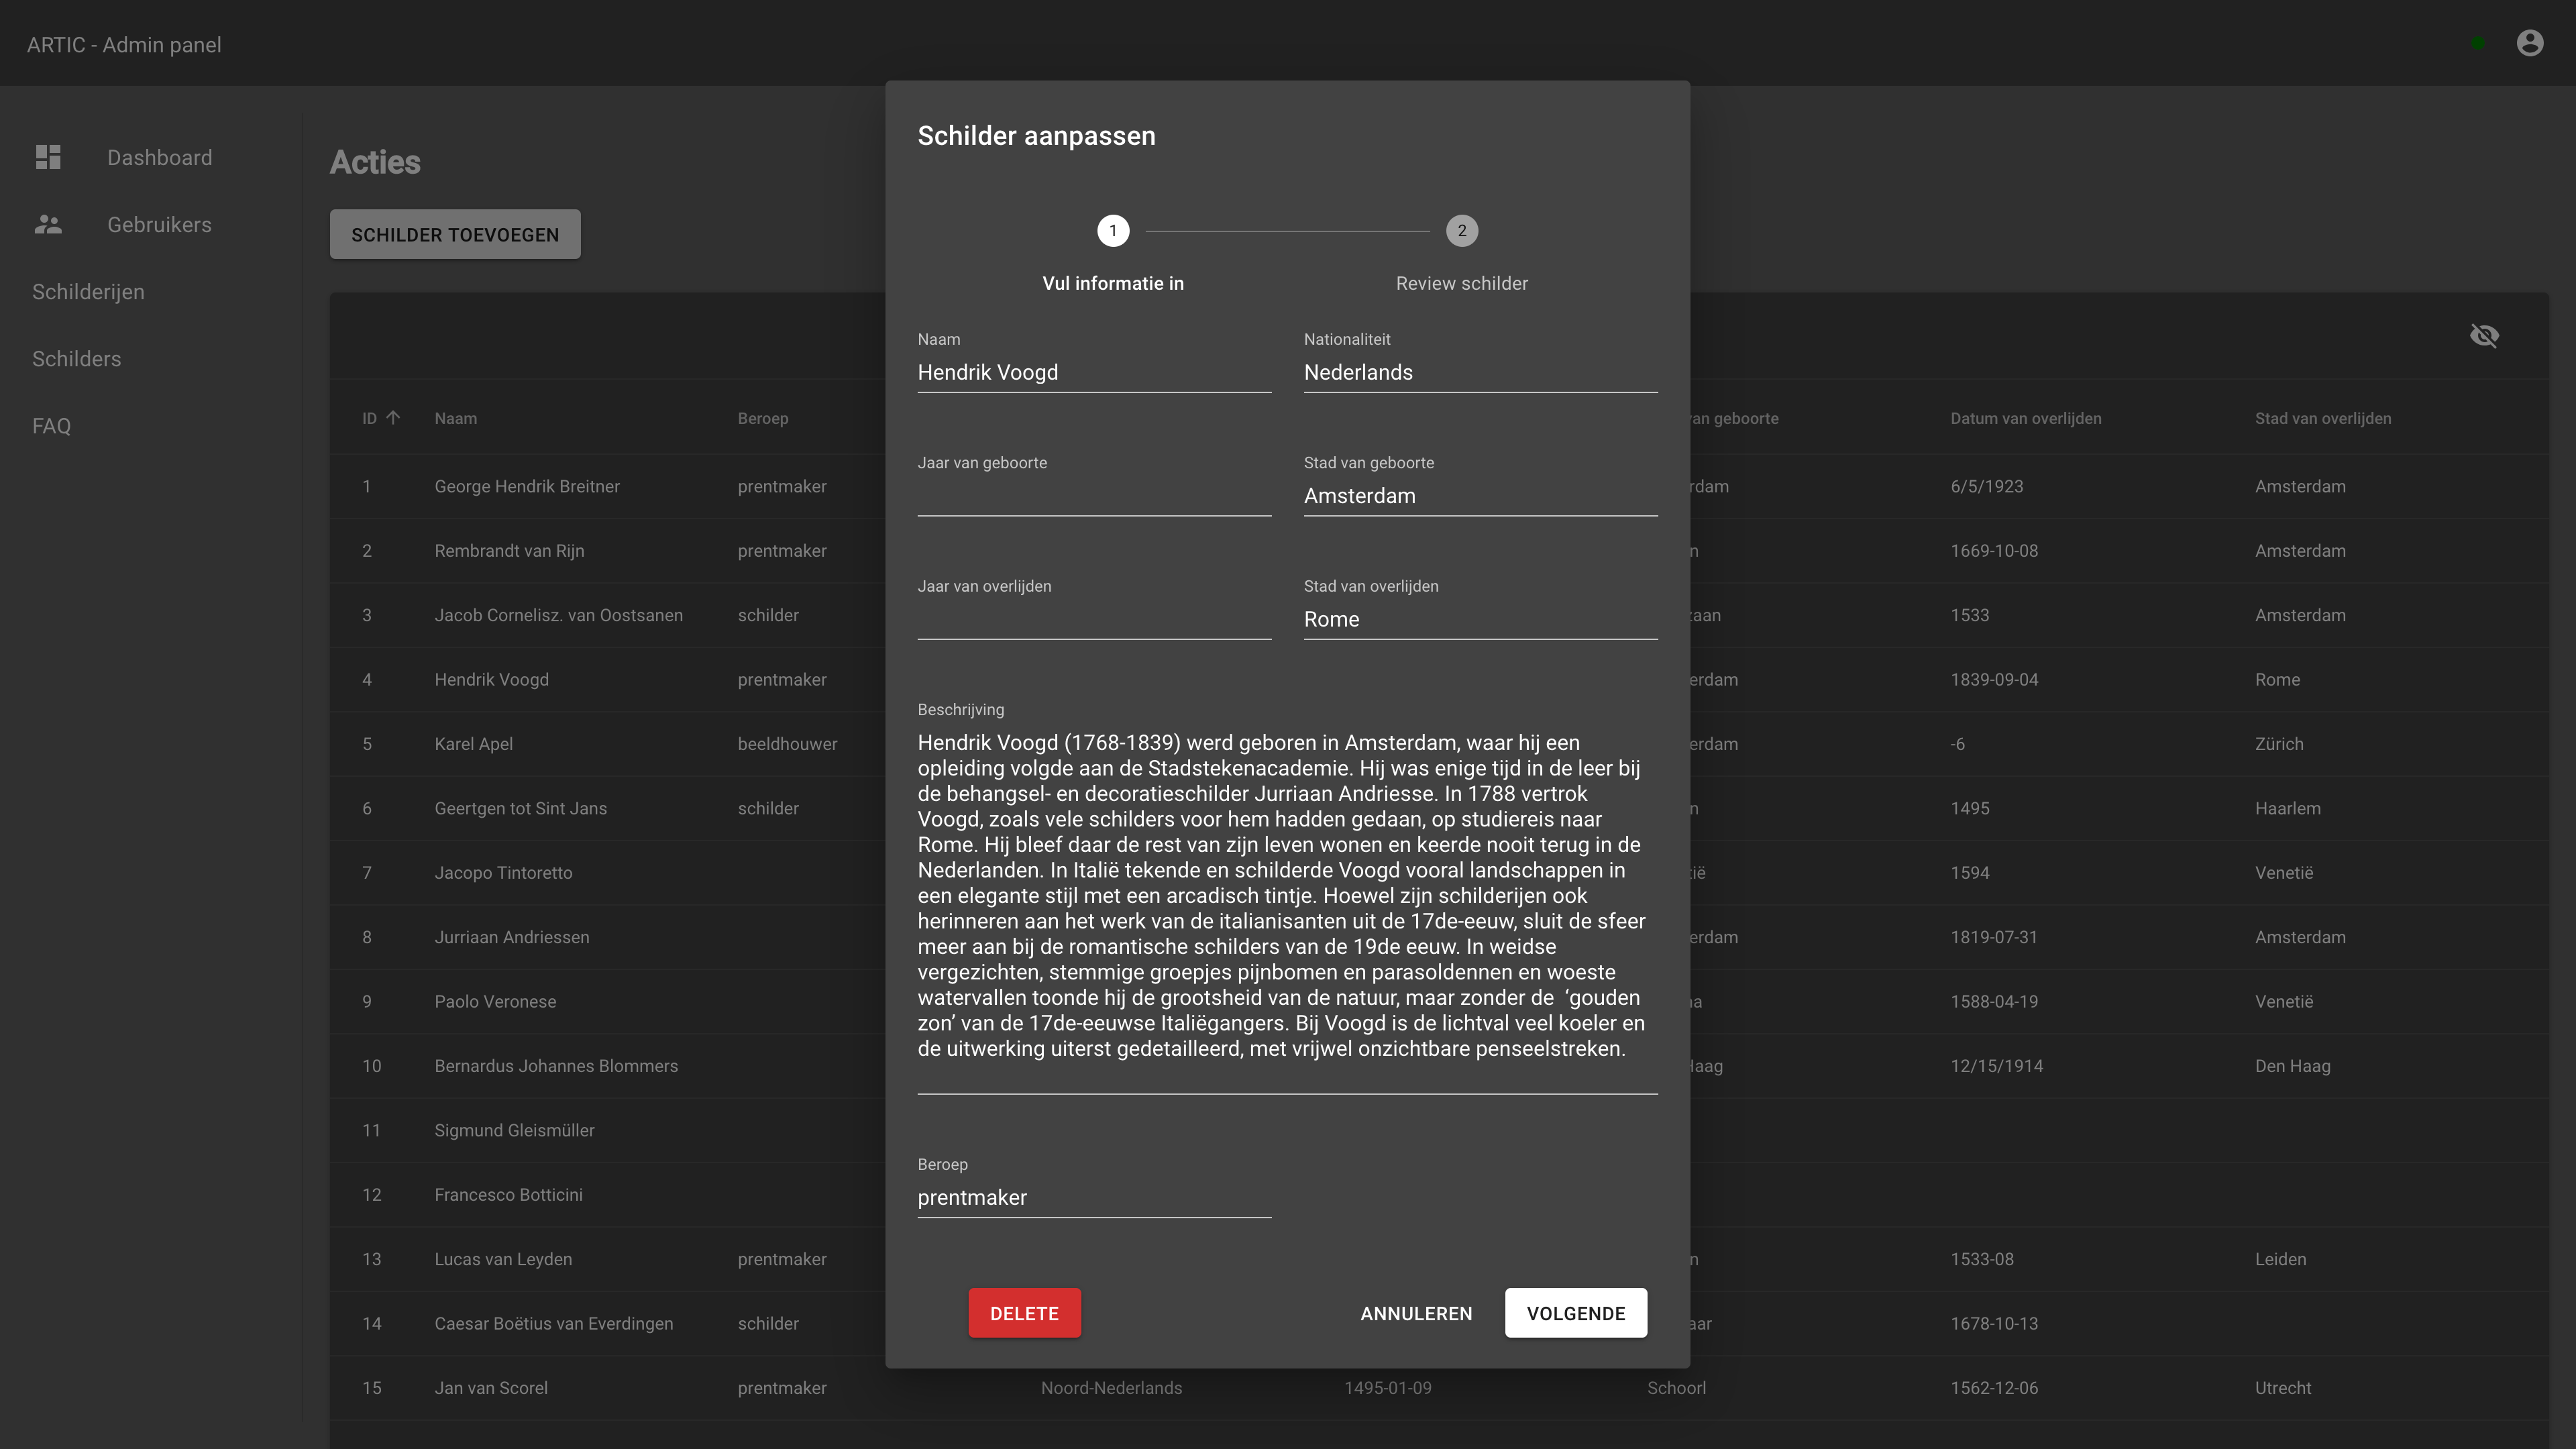 ARTIC - Admin panel
Dashboard
Gebruikers
Schilderijen
Schilders
FAQ
Acties
SCHILDER TOEVOEGEN
Schilder aanpassen
1
2
Vul informatie in
Review schilder
Naam
Hendrik Voogd
Nationaliteit
Nederlands
Jaar van geboorte
Stad van geboorte
Amsterdam
Jaar van overlijden
Stad van overlijden
Rome
Beschrijving
Hendrik Voogd (1768-1839) werd geboren in Amsterdam, waar hij een
opleiding volgde aan de Stadstekenacademie. Hij was enige tijd in de leer bij
de behangsel- en decoratieschilder Jurriaan Andriesse. In 1788 vertrok
Voogd, zoals vele schilders voor hem hadden gedaan, op studiereis naar
Rome. Hij bleef daar de rest van zijn leven wonen en keerde nooit terug in de
Nederlanden. In Italië tekende en schilderde Voogd vooral landschappen in
een elegante stijl met een arcadisch tintje. Hoewel zijn schilderijen ook
herinneren aan het werk van de italianisanten uit de 17de-eeuw, sluit de sfeer
meer aan bij de romantische schilders van de 19de eeuw. In weidse
vergezichten, stemmige groepjes pijnbomen en parasoldennen en woeste
watervallen toonde hij de grootsheid van de natuur, maar zonder de  ‘gouden
zon’ van de 17de-eeuwse Italiëgangers. Bij Voogd is de lichtval veel koeler en
de uitwerking uiterst gedetailleerd, met vrijwel onzichtbare penseelstreken.
Beroep
prentmaker
DELETE
ANNULEREN
VOLGENDE
ID Naam Beroep van geboorte Datum van overlijden Stad van overlijden
1 George Hendrik Breitner prentmaker 6/5/1923 Amsterdam
2 Rembrandt van Rijn prentmaker 1669-10-08 Amsterdam
3 Jacob Cornelisz. van Oostsanen schilder 1533 Amsterdam
4 Hendrik Voogd prentmaker 1839-09-04 Rome
5 Karel Apel beeldhouwer -6 Zürich
6 Geertgen tot Sint Jans schilder 1495 Haarlem
7 Jacopo Tintoretto 1594 Venetië
8 Jurriaan Andriessen 1819-07-31 Amsterdam
9 Paolo Veronese 1588-04-19 Venetië
10 Bernardus Johannes Blommers Haag 12/15/1914 Den Haag
11 Sigmund Gleismüller
12 Francesco Botticini
13 Lucas van Leyden prentmaker 1533-08 Leiden
14 Caesar Boëtius van Everdingen schilder 1678-10-13
15 Jan van Scorel prentmaker Noord-Nederlands 1495-01-09 Schoorl 1562-12-06 Utrecht